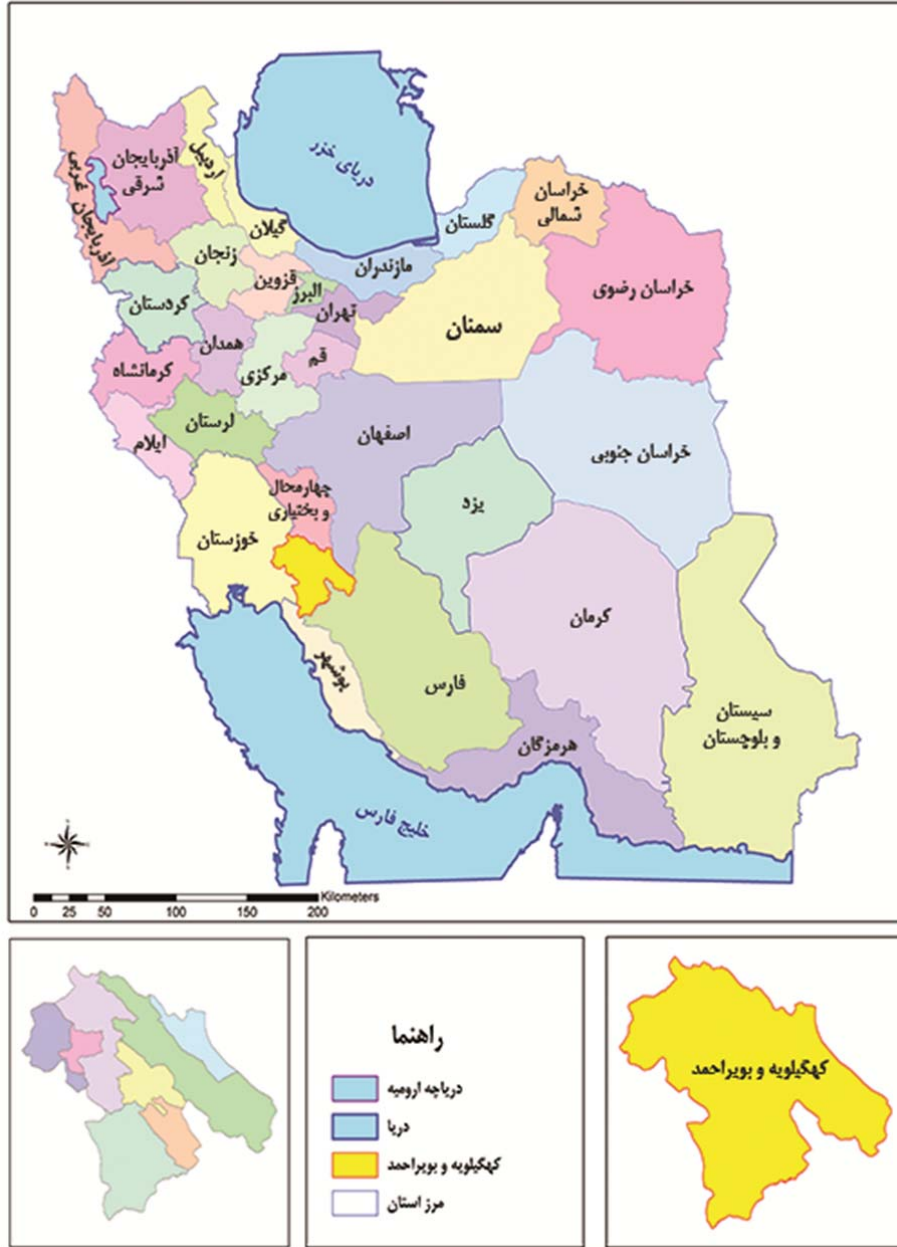 دریای خزر
آذربایجان
شرقی
اردبیل
آذربایجان غربی
گیلان
زنجان
قزوین
البرز
مازندران
گلستان
خراسان
شمالی
خراسان رضوی
سمنان
تهران
کردستان
همدان
مرکزی
قم
کرمانشاه
لرستان
ایلام
اصفهان
خراسان جنوبی
یزد
چهارمحال
و بختیاری
خوزستان
کرمان
بوشهر
فارس
سیستان
و بلوچستان
هرمزگان
خلیج فارس
Kilometers
0 25 50 100 150 200
راهنما
دریاچه ارومیه
دریا
کهگیلویه و بویراحمد
مرز استان
کهگیلویه و بویراحمد